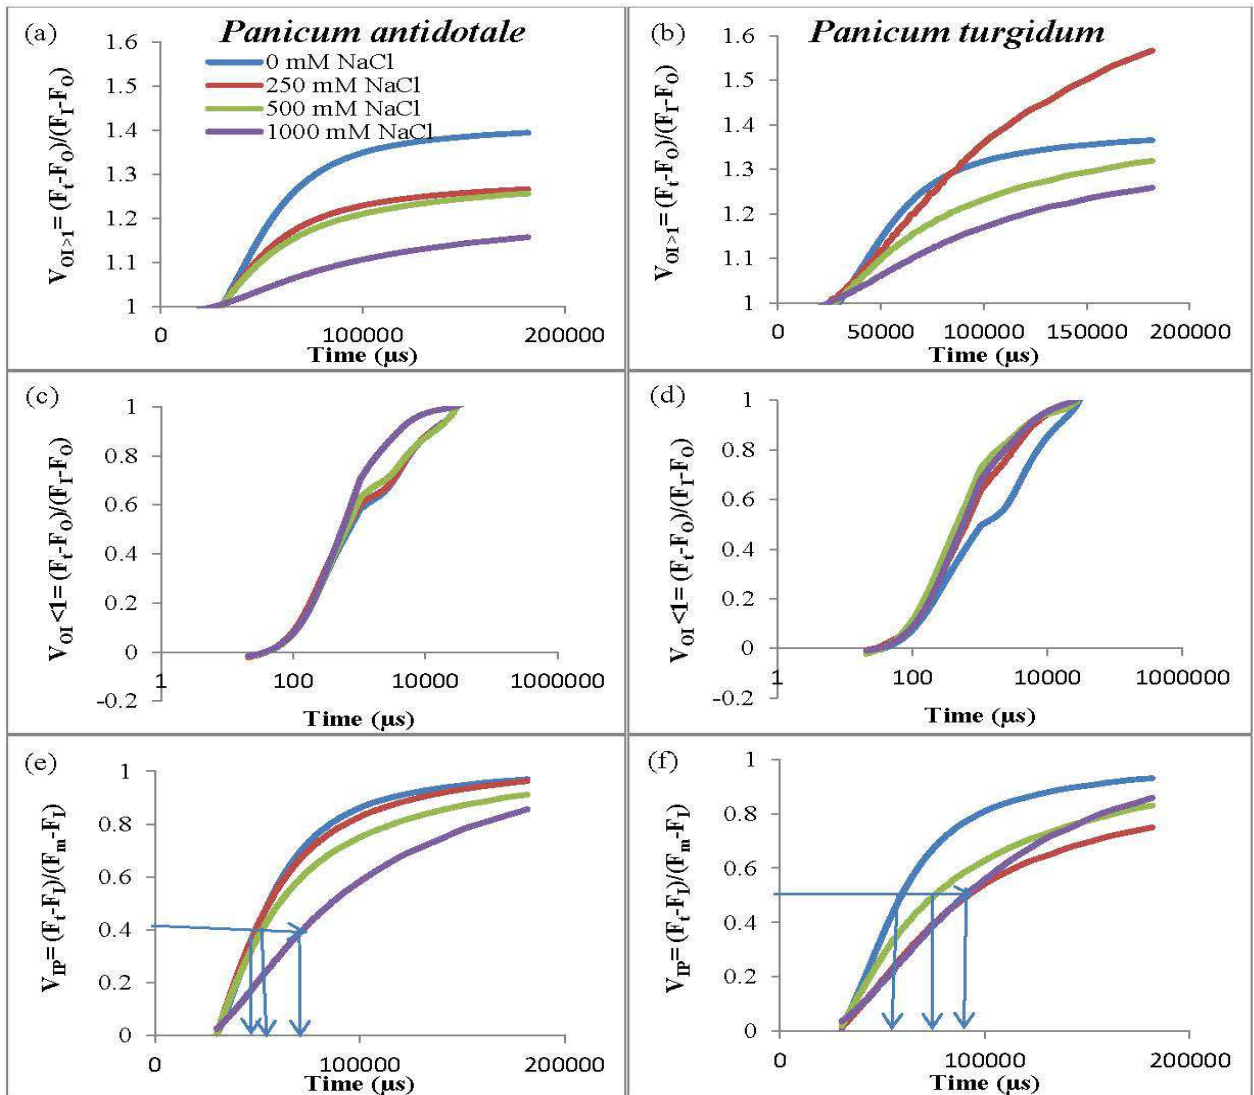 (a)
Panicum antidotale
V_OI>1= (F_t-F_O)/(F_I-F_O)
1.6
1.5
1.4
1.3
1.2
1.1
1
0 mM NaCl
250 mM NaCl
500 mM NaCl
1000 mM NaCl
0
100000
200000
Time (µs)
(b)
Panicum turgidum
V_OI>1= (F_t-F_O)/(F_I-F_O)
1.6
1.5
1.4
1.3
1.2
1.1
1
0
50000
100000
150000
200000
Time (µs)
(c)
V_OI<1= (F_t-F_O)/(F_I-F_O)
1
0.8
0.6
0.4
0.2
0
-0.2
1
100
10000
1000000
Time (µs)
(d)
V_OI<1= (F_t-F_O)/(F_I-F_O)
1
0.8
0.6
0.4
0.2
0
-0.2
1
100
10000
1000000
Time (µs)
(e)
V_IP= (F_t-F_I)/(F_m-F_I)
1
0.8
0.6
0.4
0.2
0
0
100000
200000
Time (µs)
(f)
V_IP= (F_t-F_I)/(F_m-F_I)
1
0.8
0.6
0.4
0.2
0
0
100000
200000
Time (µs)